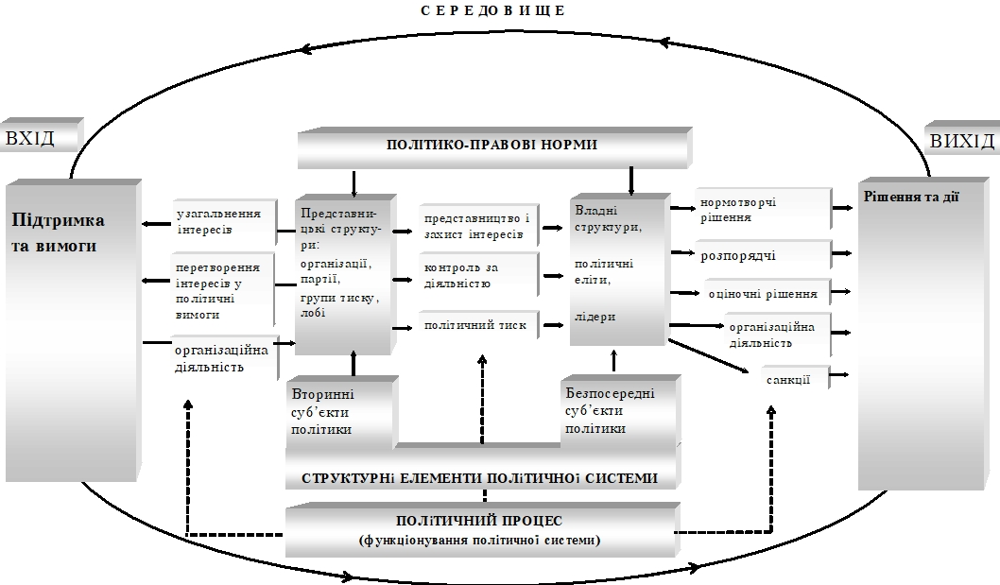 С Е Р Е Д О В И Щ Е
ВХІД
ВИХІД
ПОЛІТИКО-ПРАВОВІ НОРМИ
Підтримка
та вимоги
узагальнення
інтересів
перетворення
інтересів у
політичні
вимоги
організаційна
діяльність
Представни-
цькі структу-
ри:
організації,
партії,
групи тиску,
лобі
представництво і
захист інтересів
контроль за
діяльністю
політичний тиск
Владні
структури,
політичні
еліти,
лідери
нормотворчі
рішення
розпорядчі
оціночні рішення
організаційна
діяльність
санкції
Рішення та дії
Вторинні
суб’єкти
політики
Безпосередні
суб’єкти
політики
СТРУКТУРНі ЕЛЕМЕНТИ ПОЛіТИЧНОї СИСТЕМИ
ПОЛіТИЧНИЙ ПРОЦЕС
(функціонування політичної системи)